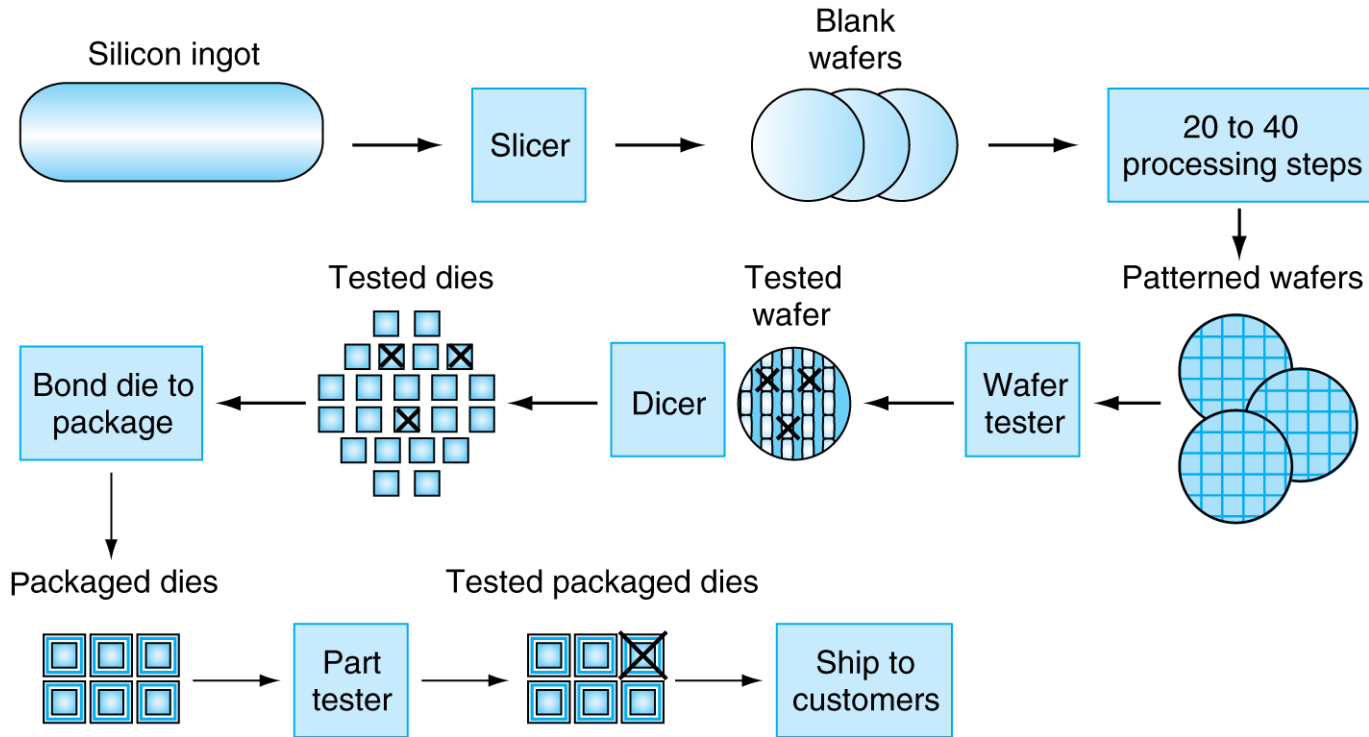 Silicon ingot
Slicer
Blank
wafers
20 to 40
processing steps
Tested dies
Tested
wafer
Patterned wafers
Bond die to
package
Dicer
Wafer
tester
Packaged dies
Tested packaged dies
Part
tester
Ship to
customers